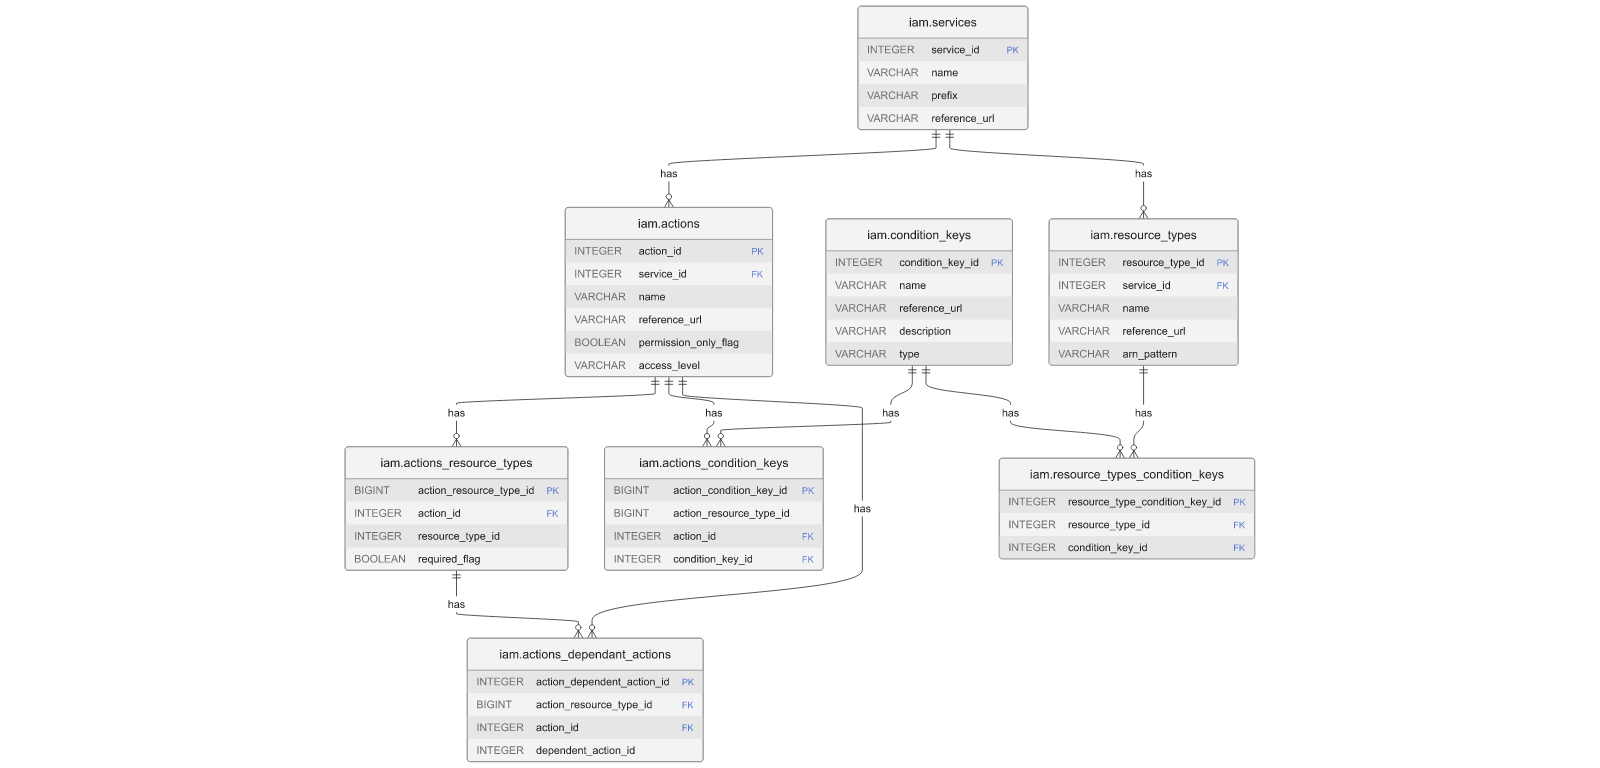 iam.services
INTEGER service_id PK
VARCHAR name
VARCHAR prefix
VARCHAR reference_url
has
has
iam.actions
INTEGER action_id PK
INTEGER service_id FK
VARCHAR name
VARCHAR reference_url
BOOLEAN permission_only_flag
VARCHAR access_level
iam.condition_keys
INTEGER condition_key_id PK
VARCHAR name
VARCHAR reference_url
VARCHAR description
VARCHAR type
iam.resource_types
INTEGER resource_type_id PK
INTEGER service_id FK
VARCHAR name
VARCHAR reference_url
VARCHAR arn_pattern
has
has
has
has
has
iam.actions_resource_types
BIGINT action_resource_type_id PK
INTEGER action_id FK
INTEGER resource_type_id
BOOLEAN required_flag
iam.actions_condition_keys
BIGINT action_condition_key_id PK
BIGINT action_resource_type_id
INTEGER action_id FK
INTEGER condition_key_id FK
has
iam.resource_types_condition_keys
INTEGER resource_type_condition_key_id PK
INTEGER resource_type_id FK
INTEGER condition_key_id FK
has
iam.actions_dependant_actions
INTEGER action_dependent_action_id PK
BIGINT action_resource_type_id FK
INTEGER action_id FK
INTEGER dependent_action_id